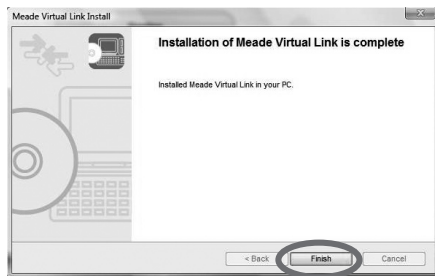 Meade Virtual Link Install
Installation of Meade Virtual Link is complete
Installed Meade Virtual Link in your PC.
< Back
Finish
Cancel